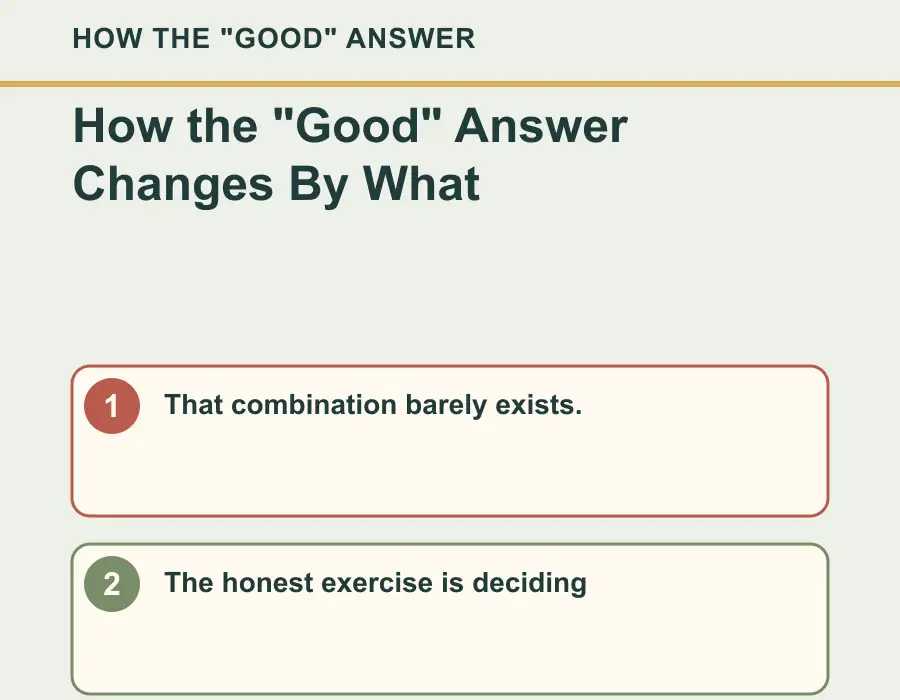 HOW THE "GOOD" ANSWER
How the "Good" Answer
Changes By What
1
That combination barely exists.
2
The honest exercise is deciding